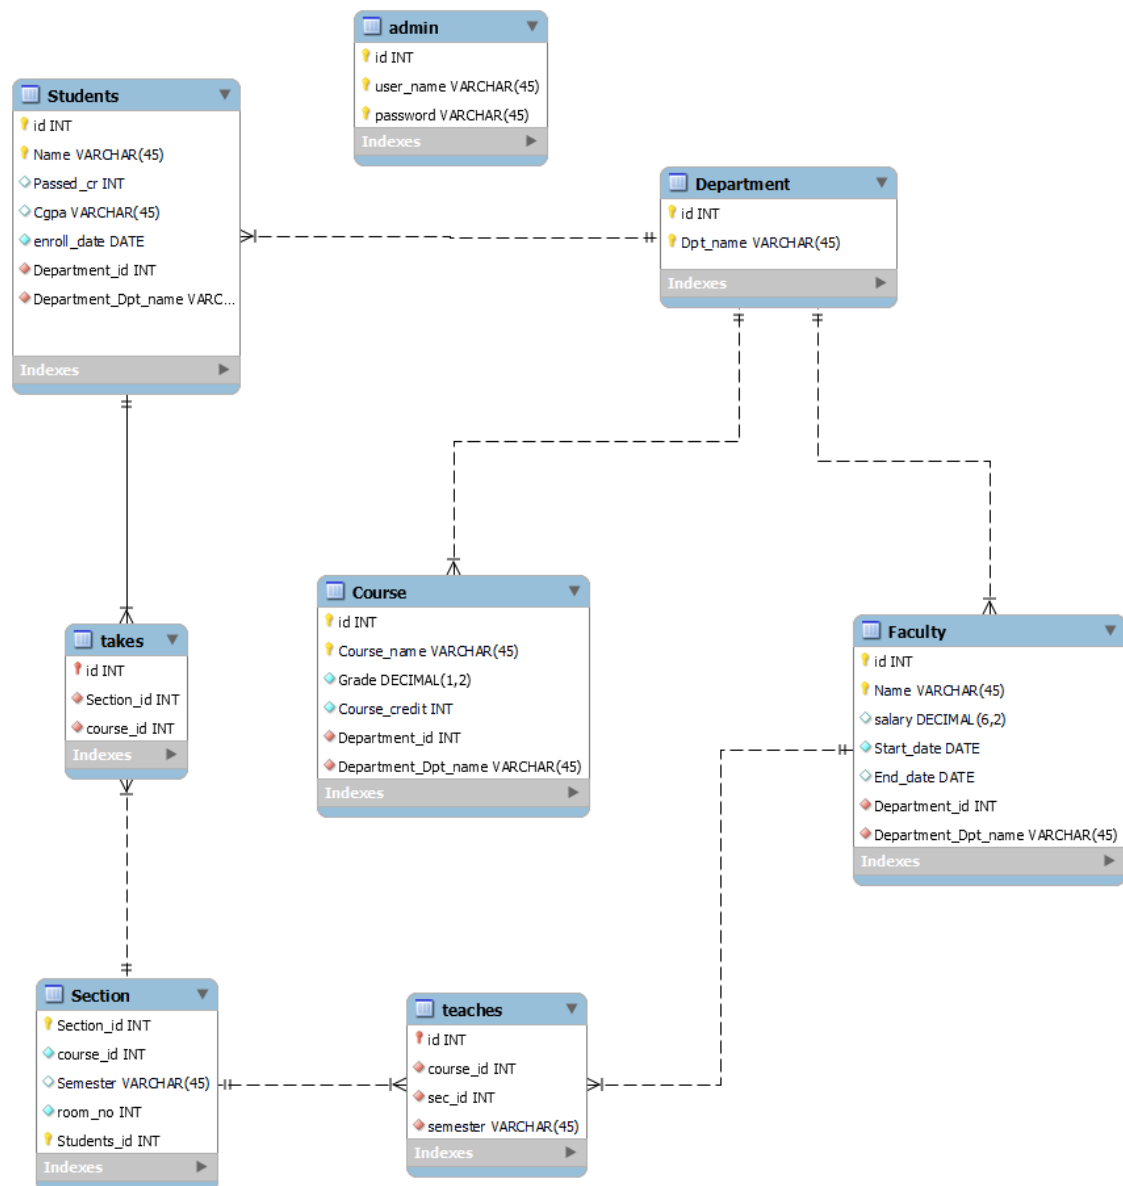 admin
id INT
user_name VARCHAR(45)
password VARCHAR(45)
Indexes
Students
id INT
Name VARCHAR(45)
Passed_cr INT
Cgpa VARCHAR(45)
enroll_date DATE
Department_id INT
Department_Dpt_name VARC...
Indexes
Department
id INT
Dpt_name VARCHAR(45)
Indexes
Course
id INT
Course_name VARCHAR(45)
Grade DECIMAL(1,2)
Course_credit INT
Department_id INT
Department_Dpt_name VARCHAR(45)
Indexes
Faculty
id INT
Name VARCHAR(45)
salary DECIMAL(6,2)
Start_date DATE
End_date DATE
Department_id INT
Department_Dpt_name VARCHAR(45)
Indexes
takes
id INT
Section_id INT
course_id INT
Indexes
Section
Section_id INT
course_id INT
Semester VARCHAR(45)
room_no INT
Students_id INT
Indexes
teaches
id INT
course_id INT
sec_id INT
semester VARCHAR(45)
Indexes